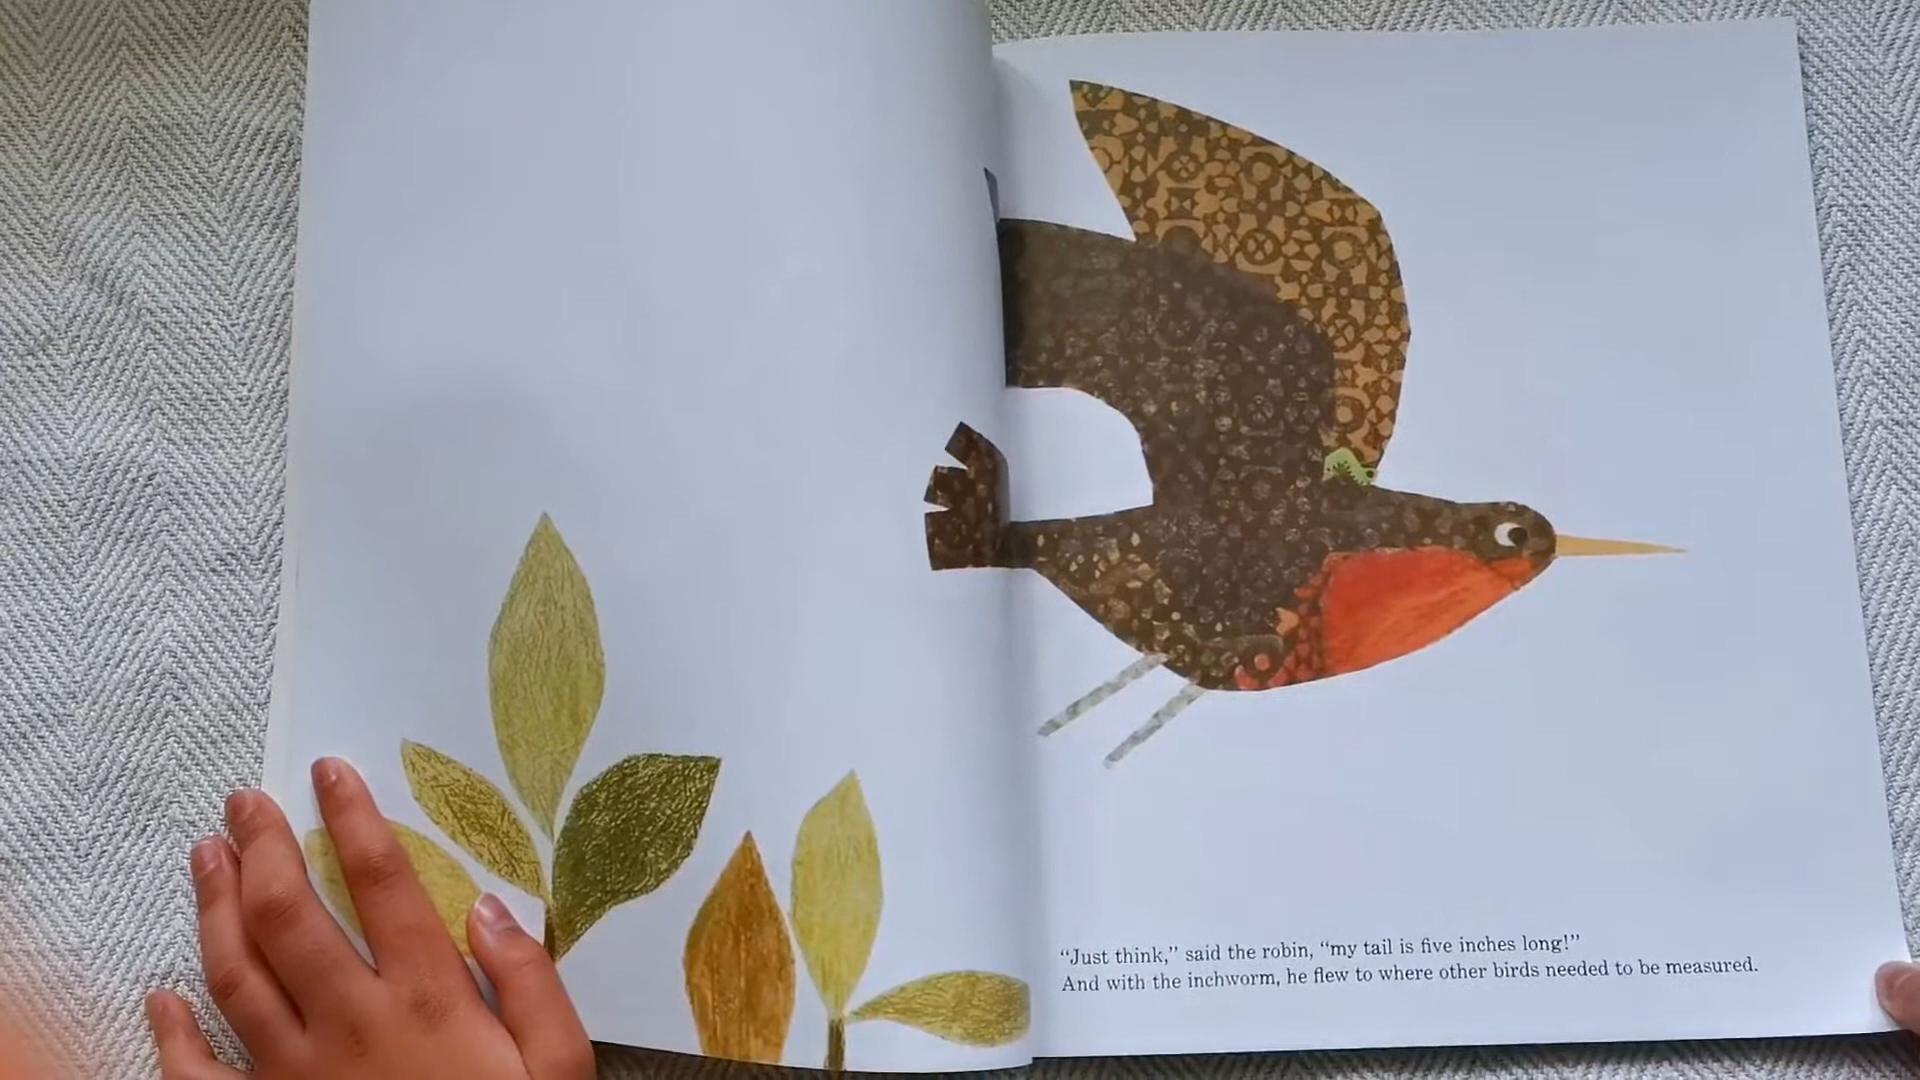 “Just think,” said the robin, “my tail is five inches long!”
And with the inchworm, he flew to where other birds needed to be measured.